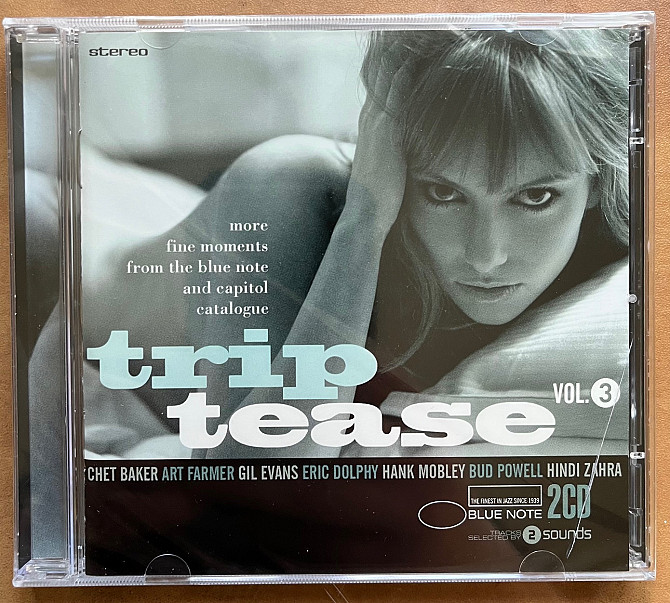 stereo
more
fine moments
from the blue note
and capitol
catalogue
trip
tease
VOL. 3
CHET BAKER ART FARMER GIL EVANS ERIC DOLPHY HANK MOBLEY BUD POWELL HINDI ZAHRA
THE FINEST IN JAZZ SINCE 1939
BLUE NOTE 2CD
TRACKS
SELECTED BY 2 sounds